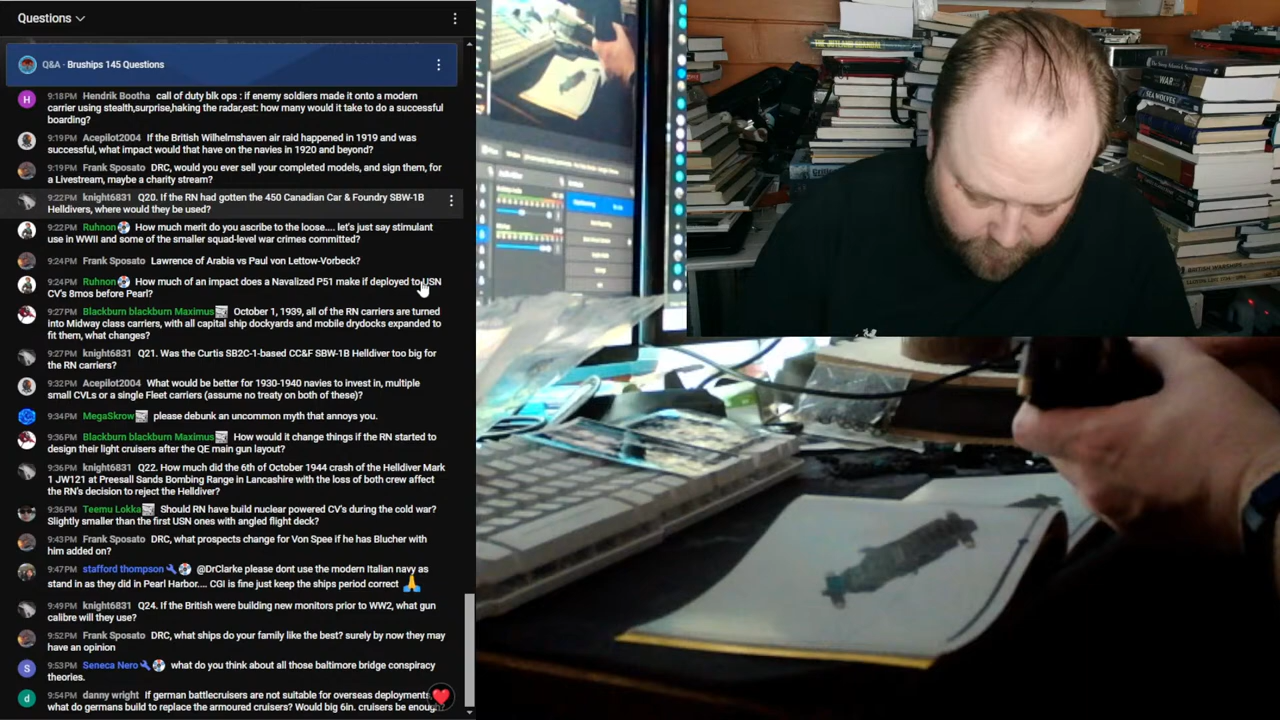 Questions
Q&A · Bruships 145 Questions
9:18PM Hendrik Bootha call of duty blk ops : if enemy soldiers made it onto a modern
carrier using stealth,surprise,haking the radar,est: how many would it take to do a successful
boarding?
9:19PM Acepilot2004 If the British Wilhelmshaven air raid happened in 1919 and was
successful, what impact would that have on the navies in 1920 and beyond?
9:19PM Frank Sposato DRC, would you ever sell your completed models, and sign them, for
a Livestream, maybe a charity stream?
9:22PM knight6831 Q20. If the RN had gotten the 450 Canadian Car & Foundry SBW-1B
Helldivers, where would they be used?
9:22PM Ruhnon How much merit do you ascribe to the loose.... let's just say stimulant
use in WWII and some of the smaller squad-level war crimes committed?
9:24PM Frank Sposato Lawrence of Arabia vs Paul von Lettow-Vorbeck?
9:24PM Ruhnon How much of an impact does a Navalized P51 make if deployed to USN
CV's 8mos before Pearl?
9:27PM Blackburn blackburn Maximus October 1, 1939, all of the RN carriers are turned
into Midway class carriers, with all capital ship dockyards and mobile drydocks expanded to
fit them, what changes?
9:27PM knight6831 Q21. Was the Curtis SB2C-1-based CC&F SBW-1B Helldiver too big for
the RN carriers?
9:32PM Acepilot2004 What would be better for 1930-1940 navies to invest in, multiple
small CVLs or a single Fleet carriers (assume no treaty on both of these)?
9:34PM MegaSkrow please debunk an uncommon myth that annoys you.
9:36PM Blackburn blackburn Maximus How would it change things if the RN started to
design their light cruisers after the QE main gun layout?
9:36PM knight6831 Q22. How much did the 6th of October 1944 crash of the Helldiver Mark
1 JW121 at Preesall Sands Bombing Range in Lancashire with the loss of both crew affect
the RN's decision to reject the Helldiver?
9:36PM Teemu Lokka Should RN have build nuclear powered CV's during the cold war?
Slightly smaller than the first USN ones with angled flight deck?
9:43PM Frank Sposato DRC, what prospects change for Von Spee if he has Blucher with
him added on?
9:47PM stafford thompson @DrClarke please dont use the modern Italian navy as
stand in as they did in Pearl Harbor.... CGI is fine just keep the ships period correct 🙏
9:49PM knight6831 Q24. If the British were building new monitors prior to WW2, what gun
calibre will they use?
9:52PM Frank Sposato DRC, what ships do your family like the best? surely by now they may
have an opinion
9:53PM Seneca Nero what do you think about all those baltimore bridge conspiracy
theories.
9:54PM danny wright If german battlecruisers are not suitable for overseas deployments,
what do germans build to replace the armoured cruisers? Would big 6in. cruisers be enough?
THE JUTLAND SCANDAL
WAR
SEA WOLVES
BRITISH WARSHIPS